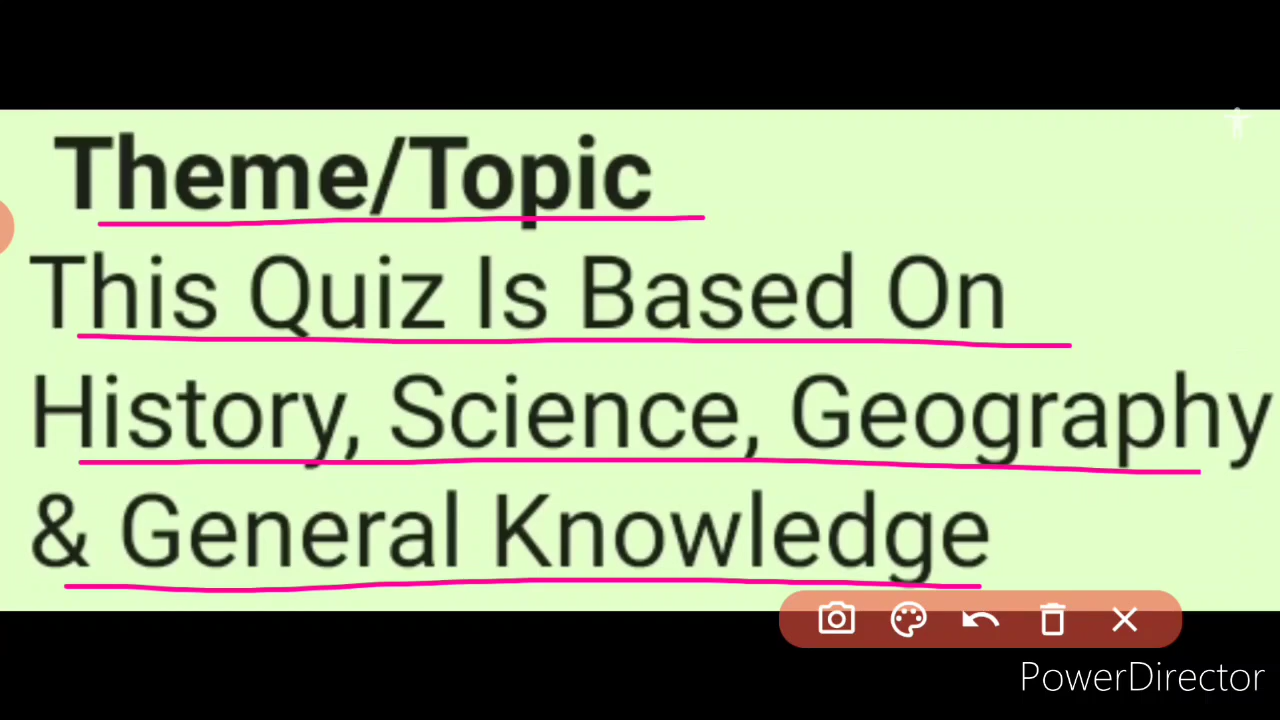 Theme/Topic
This Quiz Is Based On
History, Science, Geography
& General Knowledge
PowerDirector